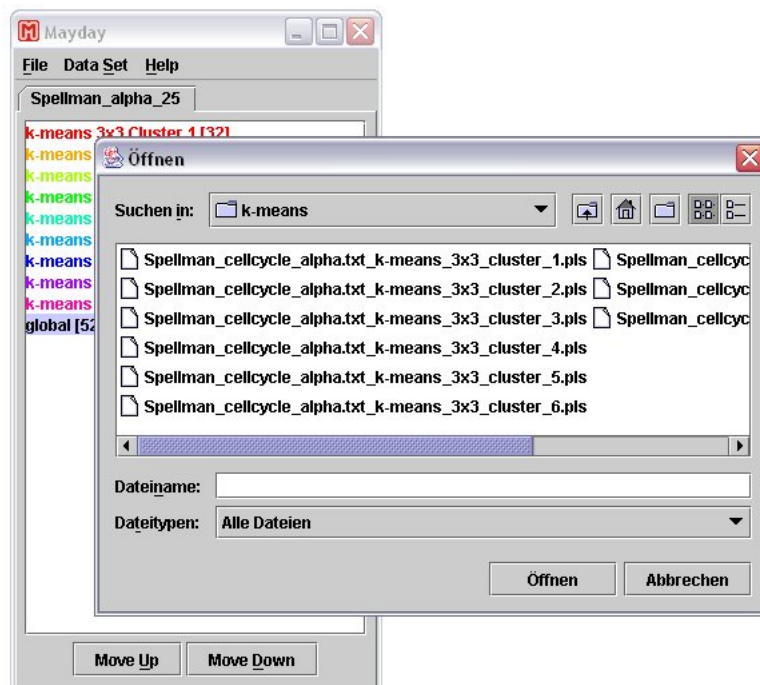 Mayday
File Data Set Help
Spellman_alpha_25
k-means 3x3 Cluster 1 [32]
k-means
k-means
k-means
k-means
k-means
k-means
k-means
k-means
global [52
Öffnen
Suchen in: k-means
Spellman_cellcycle_alpha.txt_k-means_3x3_cluster_1.pls Spellman_cellcyc
Spellman_cellcycle_alpha.txt_k-means_3x3_cluster_2.pls Spellman_cellcyc
Spellman_cellcycle_alpha.txt_k-means_3x3_cluster_3.pls Spellman_cellcyc
Spellman_cellcycle_alpha.txt_k-means_3x3_cluster_4.pls
Spellman_cellcycle_alpha.txt_k-means_3x3_cluster_5.pls
Spellman_cellcycle_alpha.txt_k-means_3x3_cluster_6.pls
Dateiname:
Dateitypen: Alle Dateien
Öffnen Abbrechen
Move Up Move Down